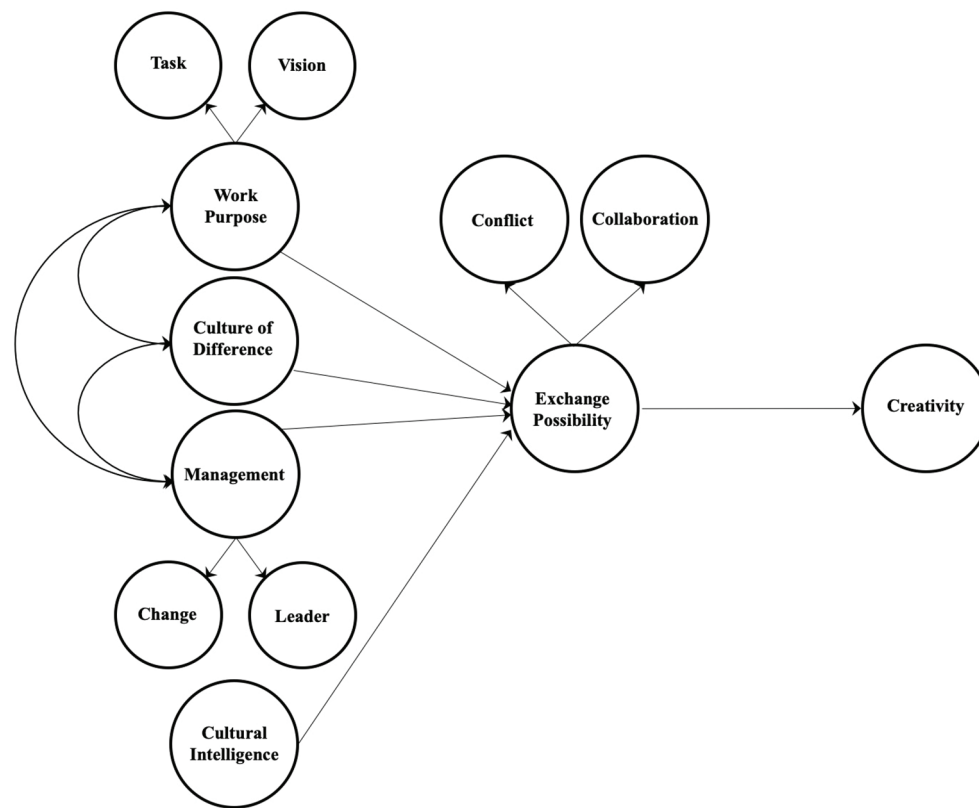 Task
Vision
Work
Purpose
Conflict
Collaboration
Culture of
Difference
Exchange
Possibility
Creativity
Management
Change
Leader
Cultural
Intelligence